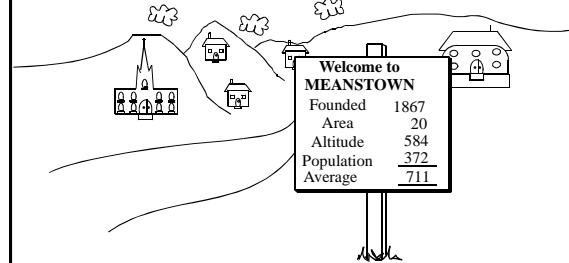 Welcome to
MEANSTOWN
Founded 1867
Area 20
Altitude 584
Population 372
Average 711